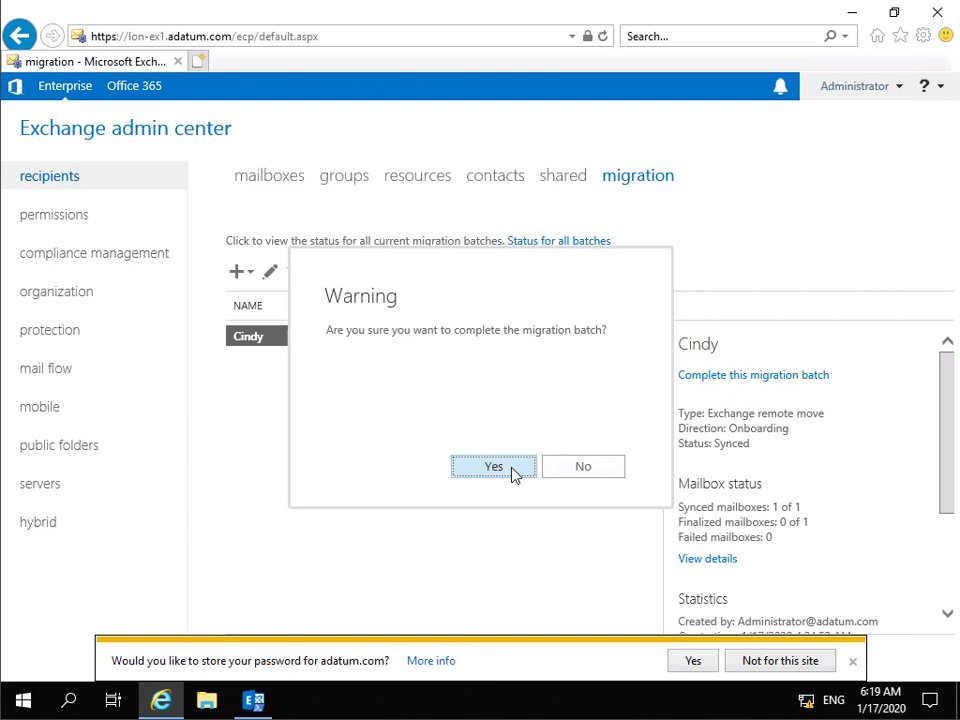 https://lon-ex1.adatum.com/ecp/default.aspx
Search...
migration - Microsoft Exch...
Enterprise Office 365
Administrator ?
Exchange admin center
recipients
permissions
compliance management
organization
protection
mail flow
mobile
public folders
servers
hybrid
mailboxes groups resources contacts shared migration
Click to view the status for all current migration batches. Status for all batches
NAME
Cindy
Warning
Are you sure you want to complete the migration batch?
Yes No
Cindy
Complete this migration batch
Type: Exchange remote move
Direction: Onboarding
Status: Synced
Mailbox status
Synced mailboxes: 1 of 1
Finalized mailboxes: 0 of 1
Failed mailboxes: 0
View details
Statistics
Created by: Administrator@adatum.com
Would you like to store your password for adatum.com? More info Yes Not for this site
ENG
6:19 AM
1/17/2020